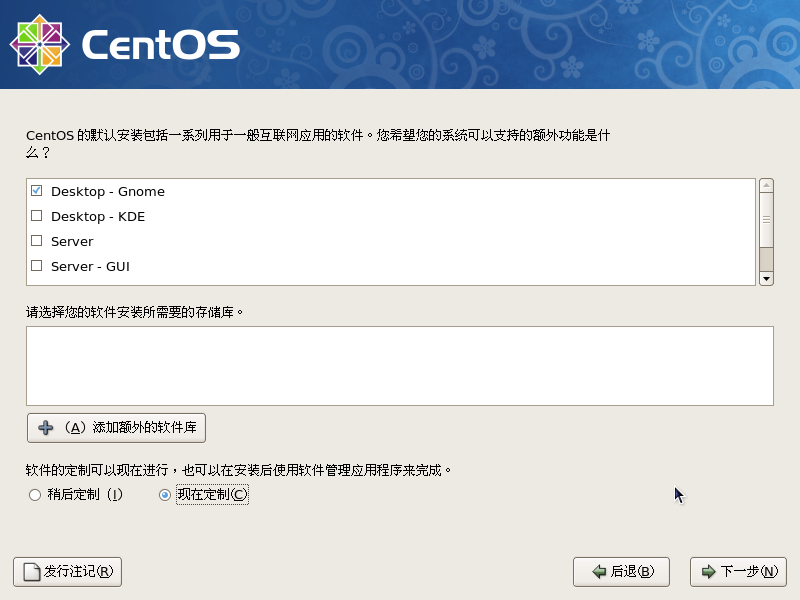 CentOS
CentOS 的默认安装包括一系列用于一般互联网应用的软件。您希望您的系统可以支持的额外功能是什
么？
Desktop - Gnome
Desktop - KDE
Server
Server - GUI
请选择您的软件安装所需要的存储库。
（A）添加额外的软件库
软件的定制可以现在进行，也可以在安装后使用软件管理应用程序来完成。
稍后定制（I） 现在定制(C)
发行注记(R) 后退(B) 下一步(N)